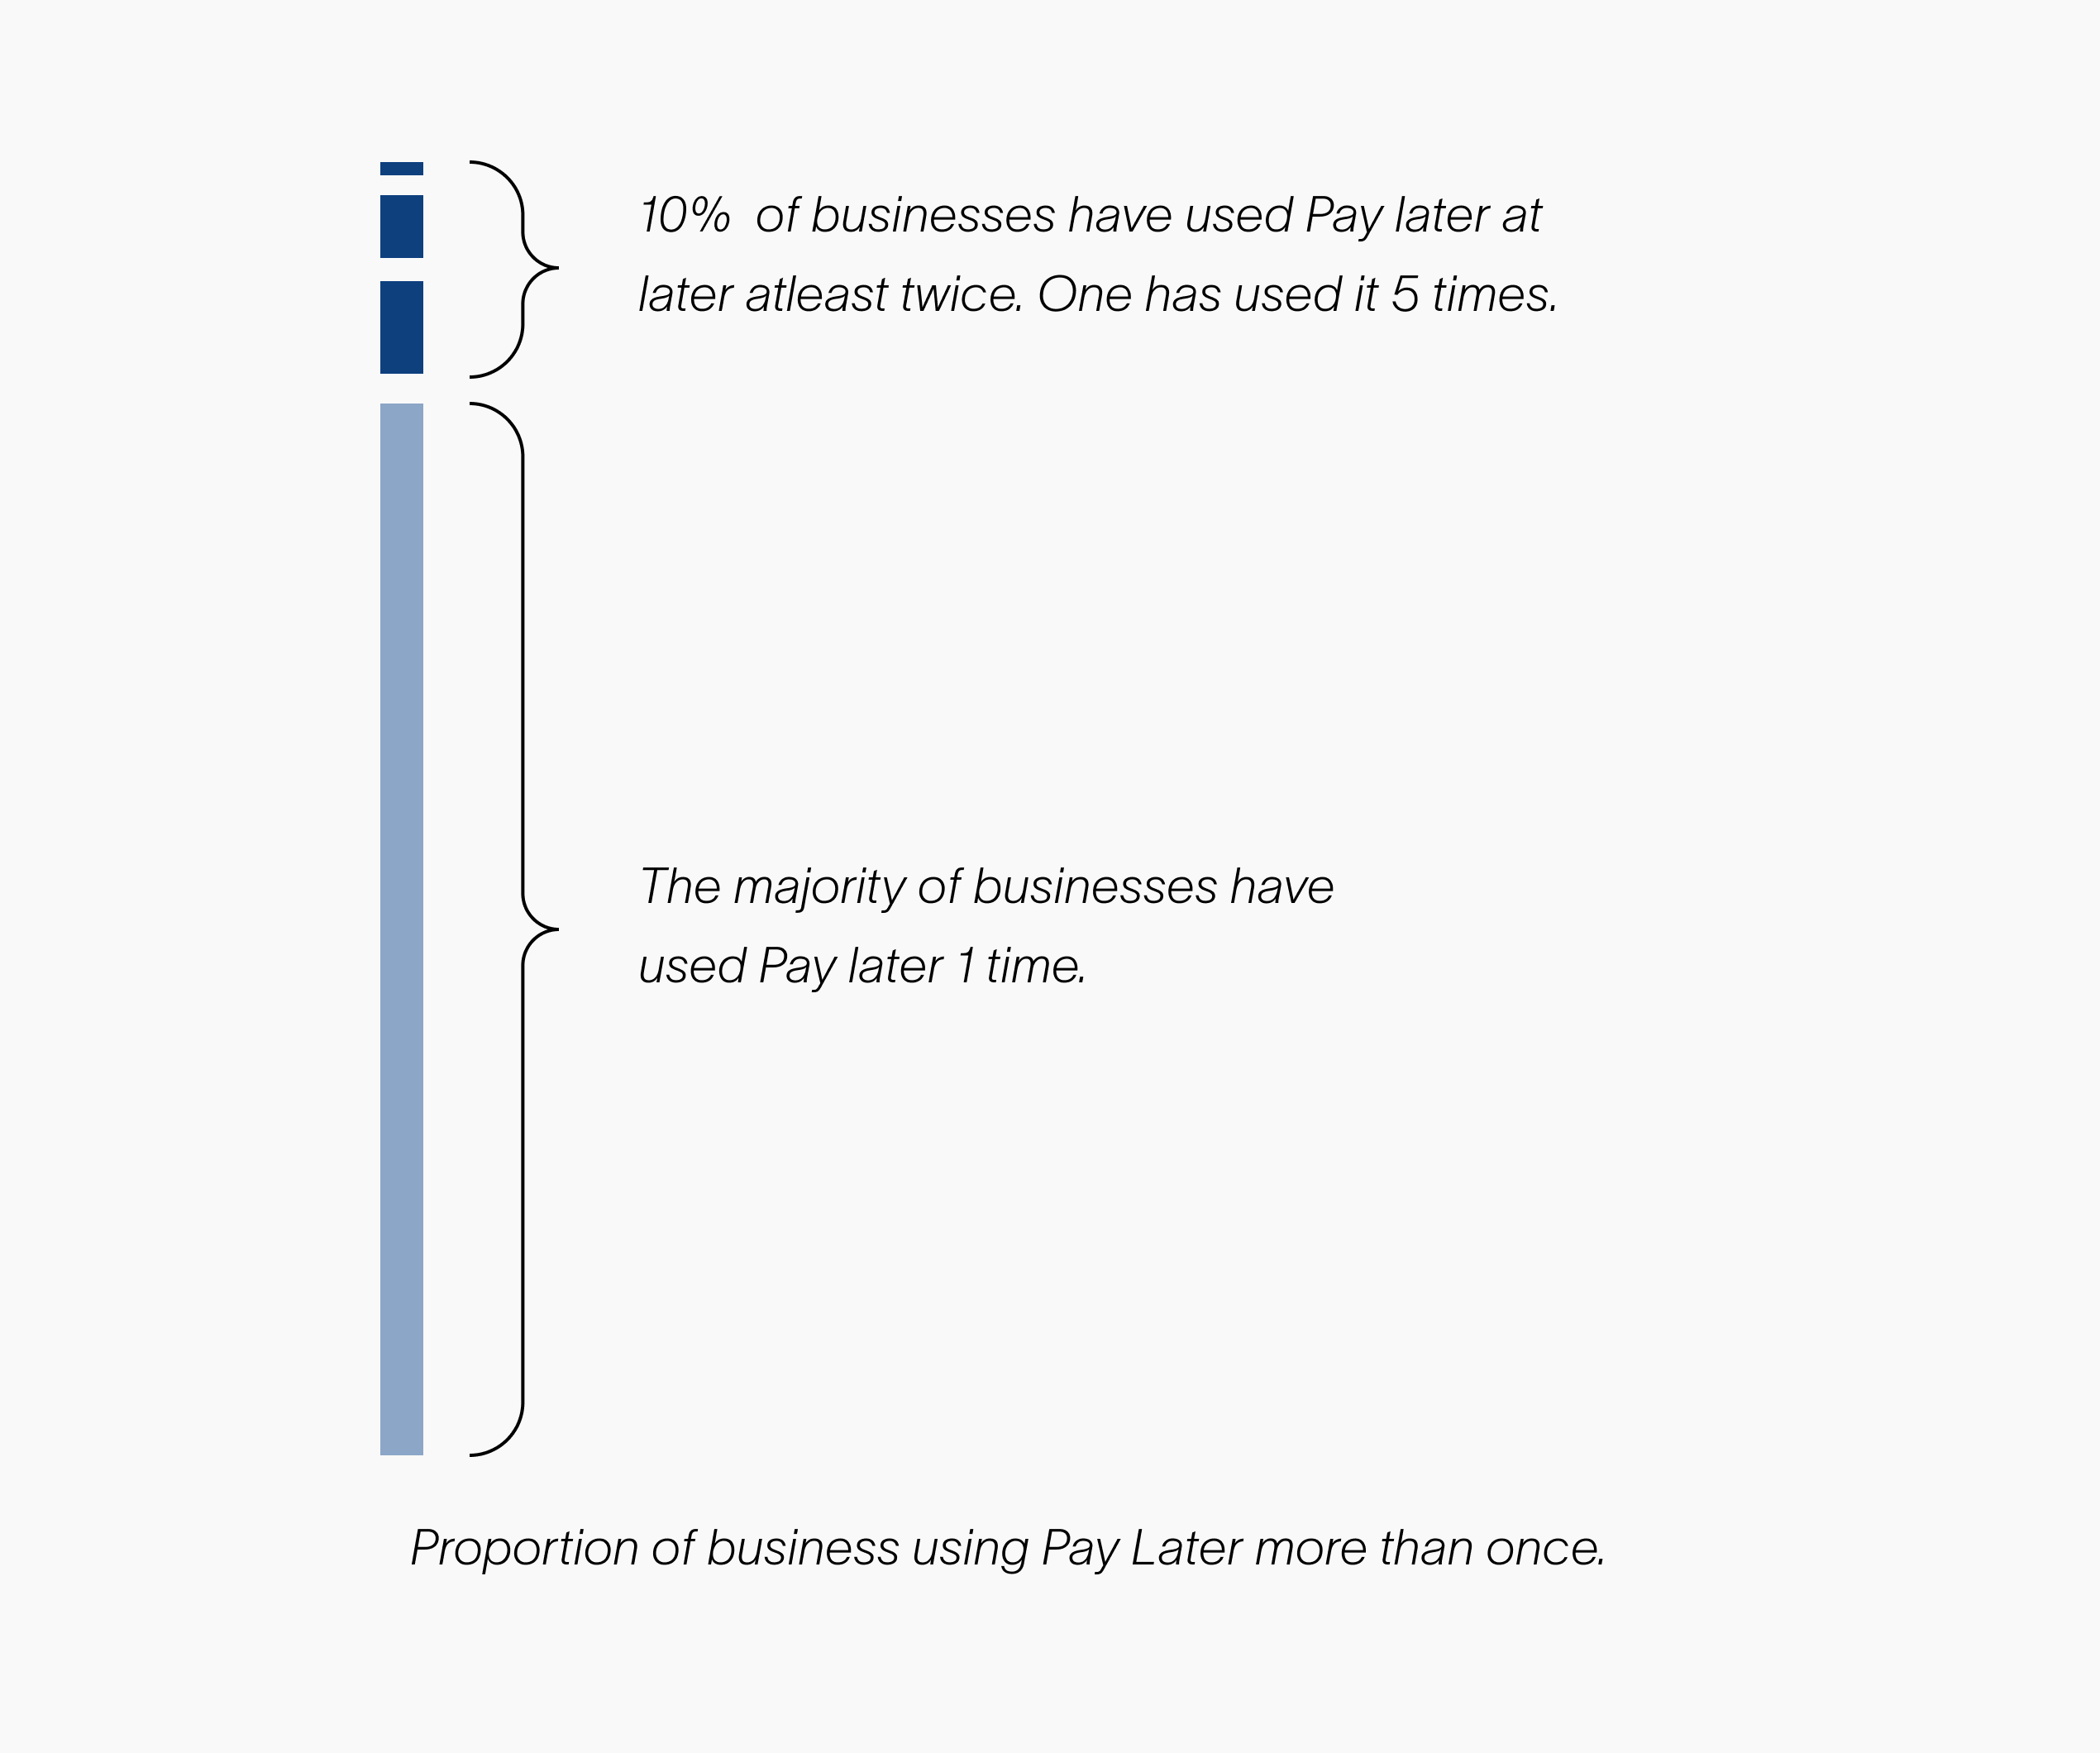 10%  of businesses have used Pay later at
later atleast twice. One has used it 5 times.
The majority of businesses have
used Pay later 1 time.
Proportion of business using Pay Later more than once.